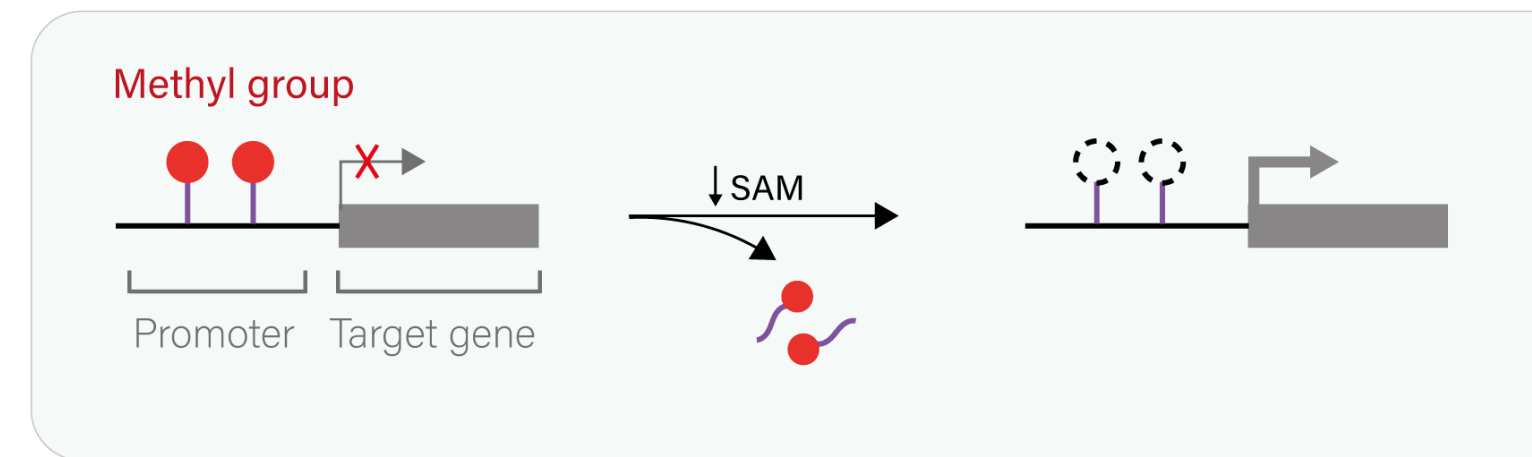 Methyl group
↓ SAM
Promoter
Target gene